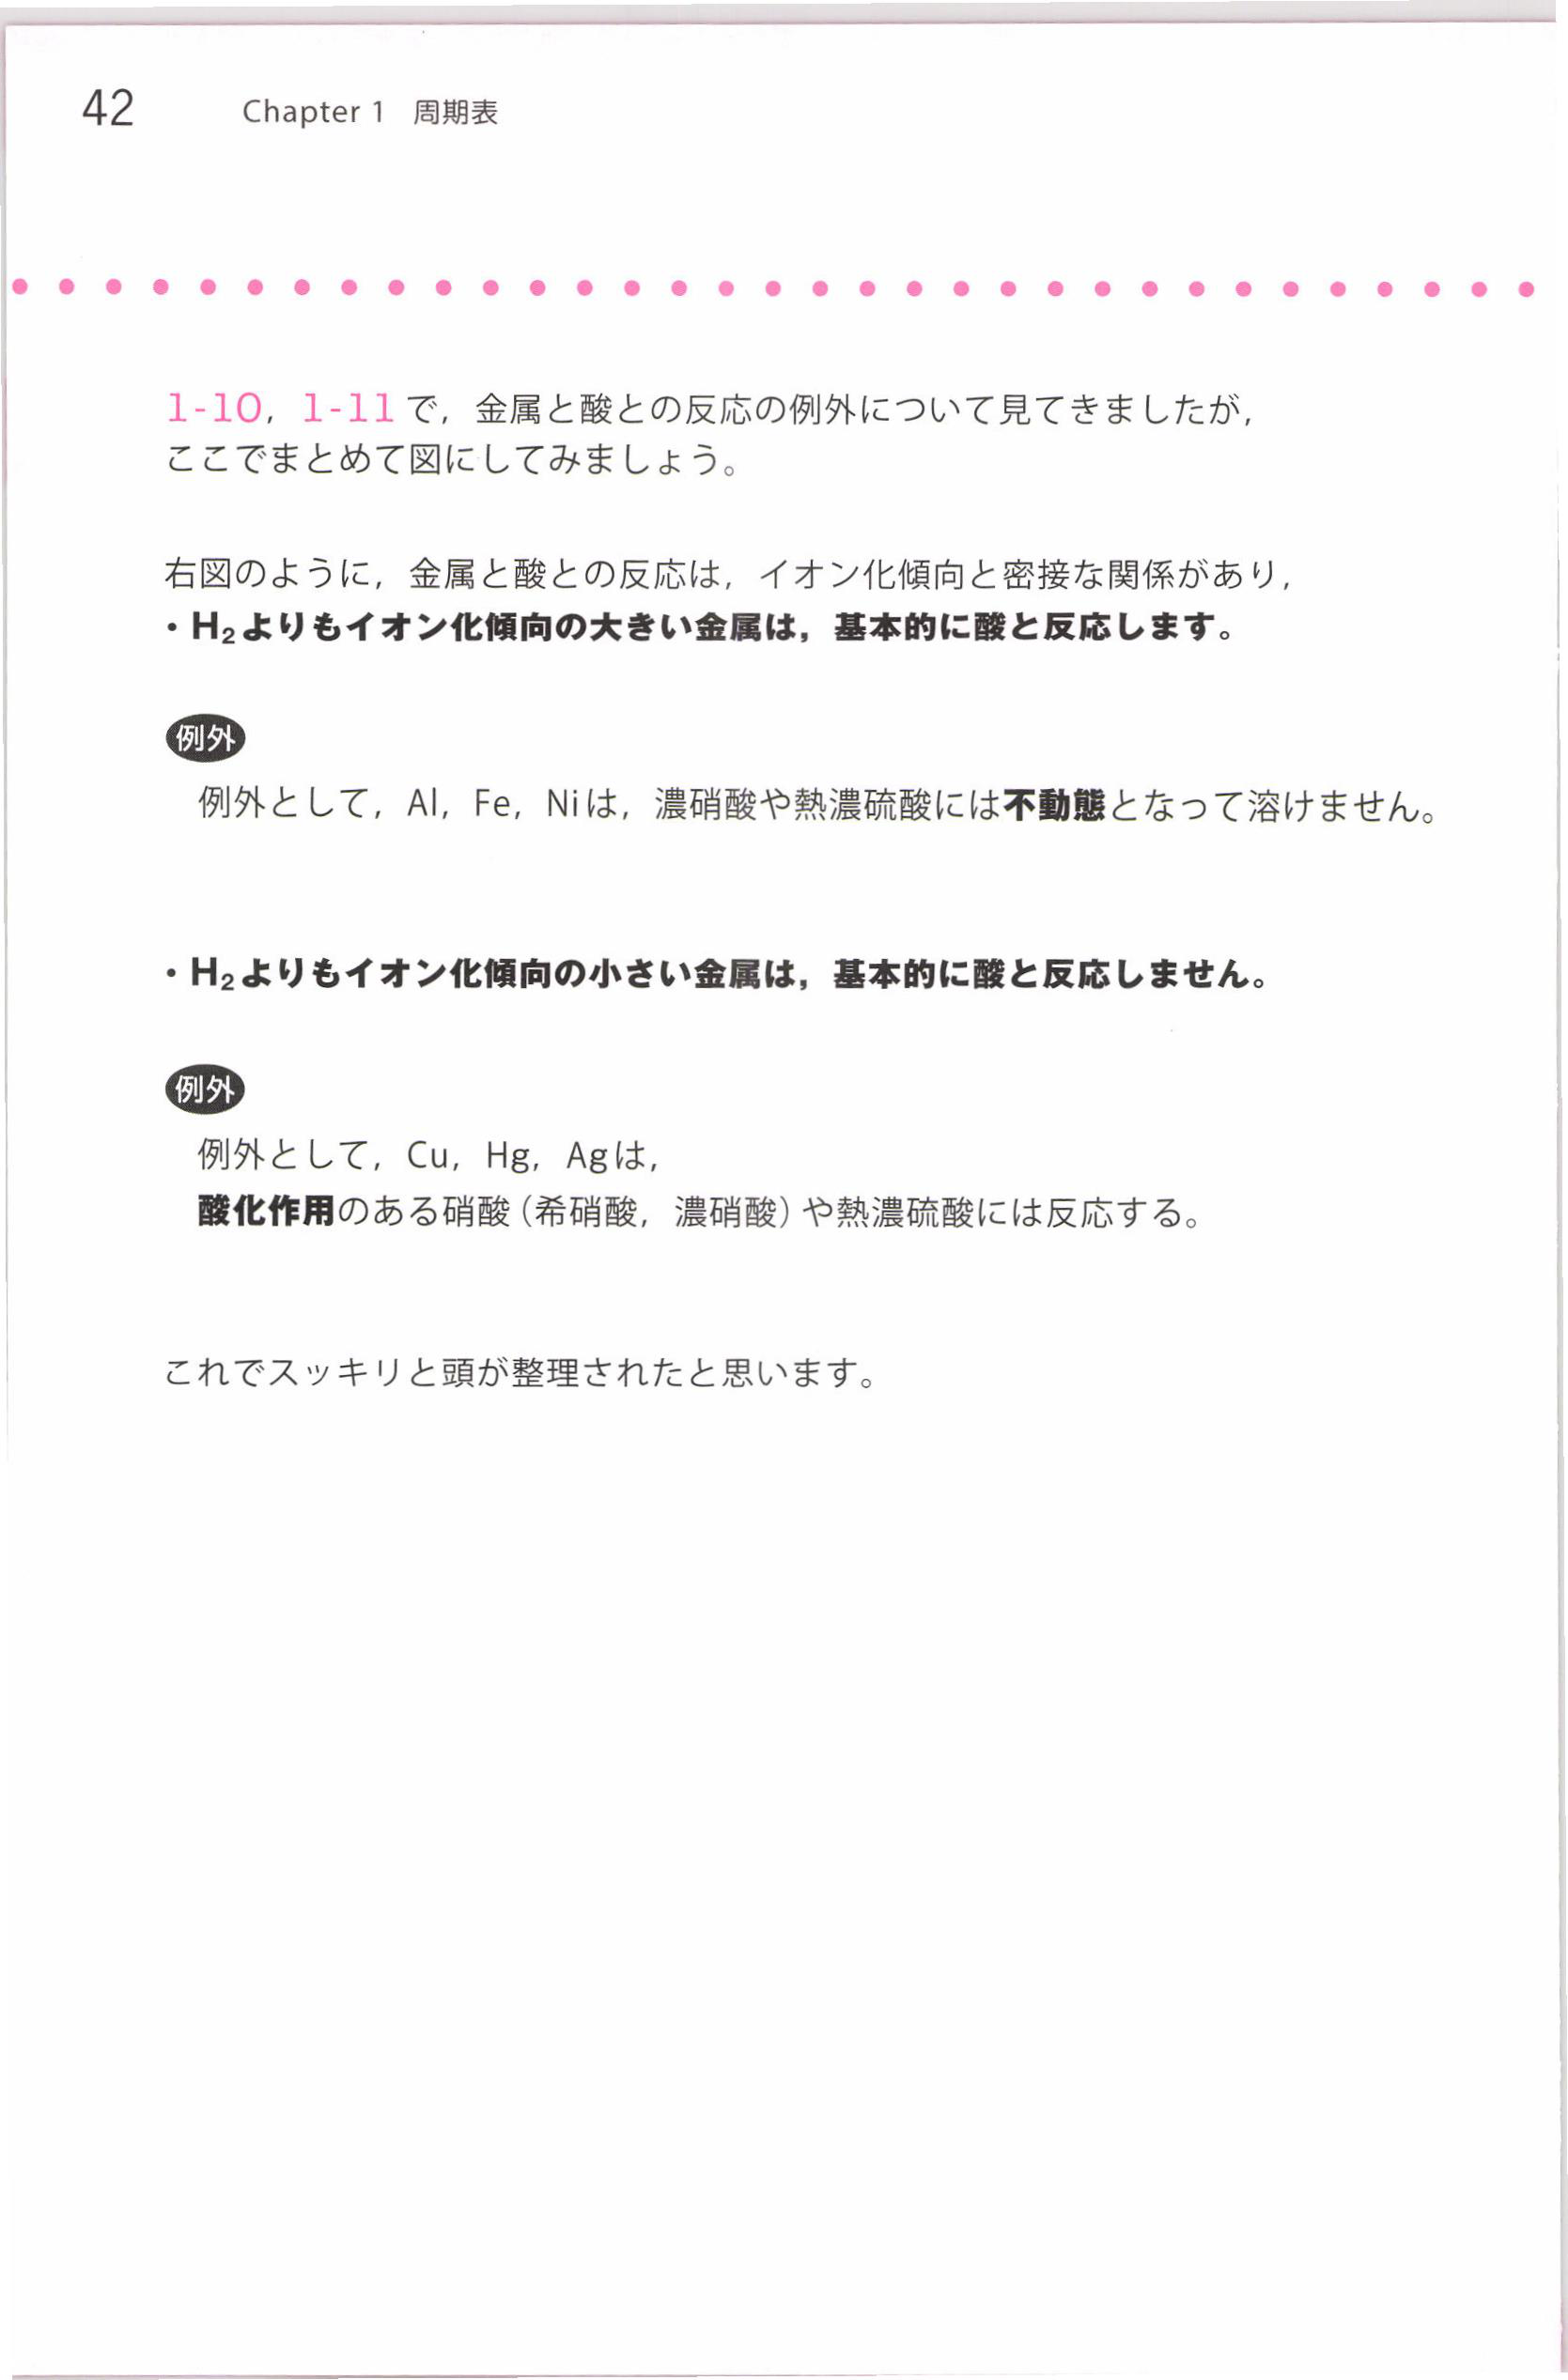 42 Chapter 1 周期表
1-10, 1-11で, 金属と酸との反応の例外について見てきましたが,
ここでまとめて図にしてみましょう。
右図のように, 金属と酸との反応は, イオン化傾向と密接な関係があり,
・H₂よりもイオン化傾向の大きい金属は, 基本的に酸と反応します。
例外
例外として, Al, Fe, Niは, 濃硝酸や熱濃硫酸には不動態となって溶けません。
・H₂よりもイオン化傾向の小さい金属は, 基本的に酸と反応しません。
例外
例外として, Cu, Hg, Agは,
酸化作用のある硝酸(希硝酸, 濃硝酸)や熱濃硫酸には反応する。
これでスッキリと頭が整理されたと思います。